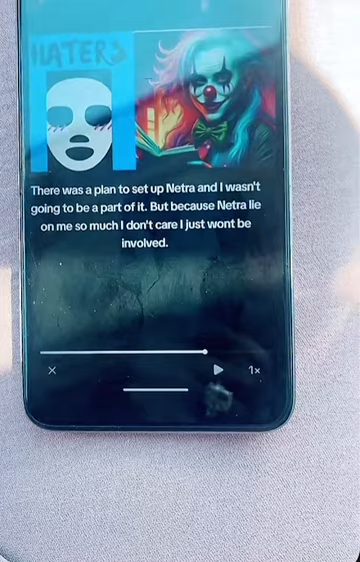 HATERS
There was a plan to set up Netra and I wasn't
going to be a part of it. But because Netra lie
on me so much I don't care I just wont be
involved.
1×